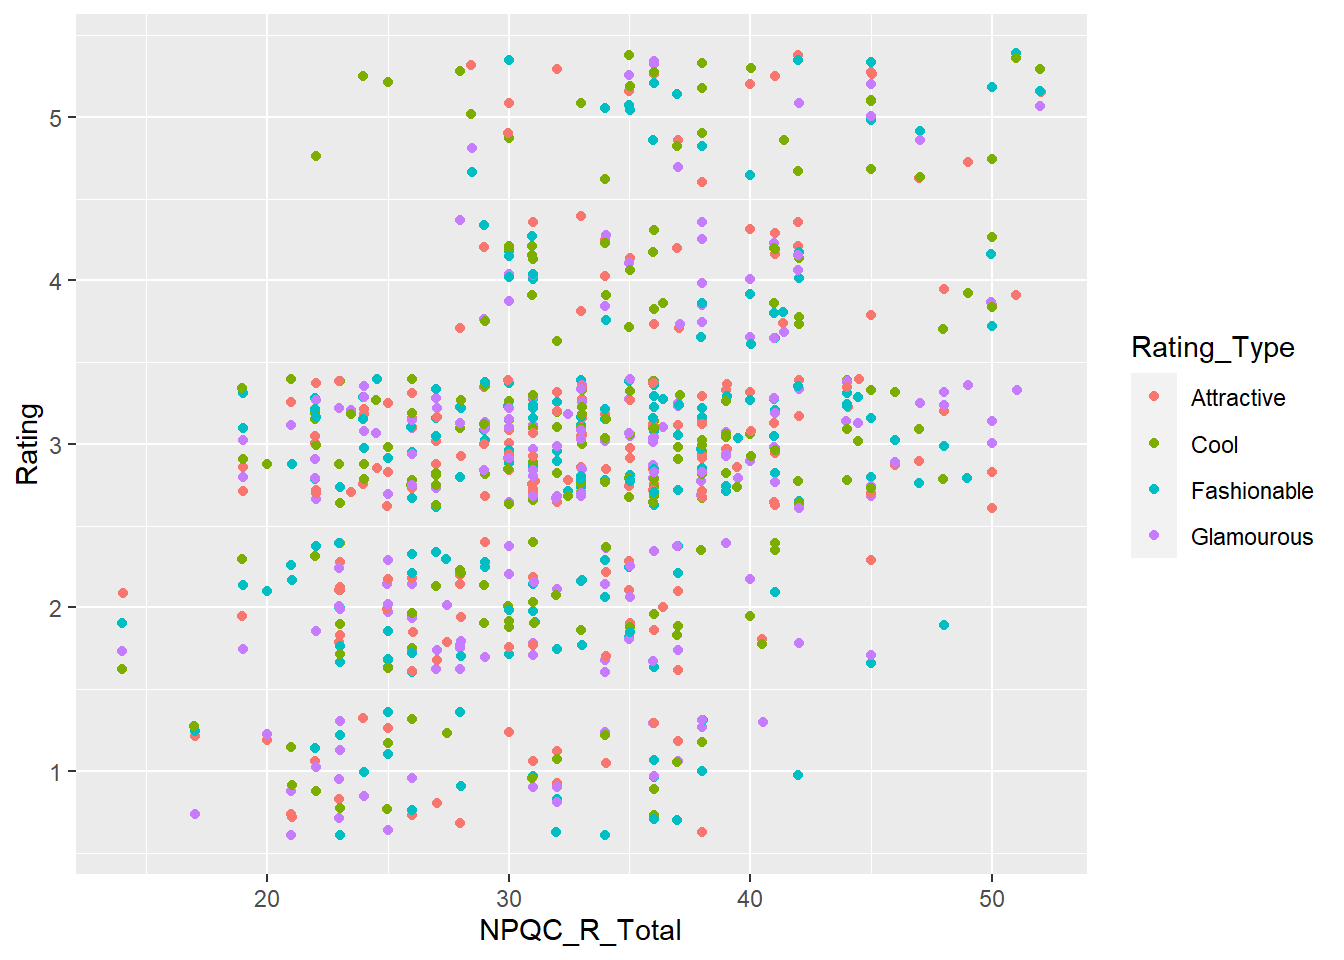 5
4
3
2
1
Rating
20 30 40 50
NPQC_R_Total
Rating_Type
Attractive
Cool
Fashionable
Glamourous